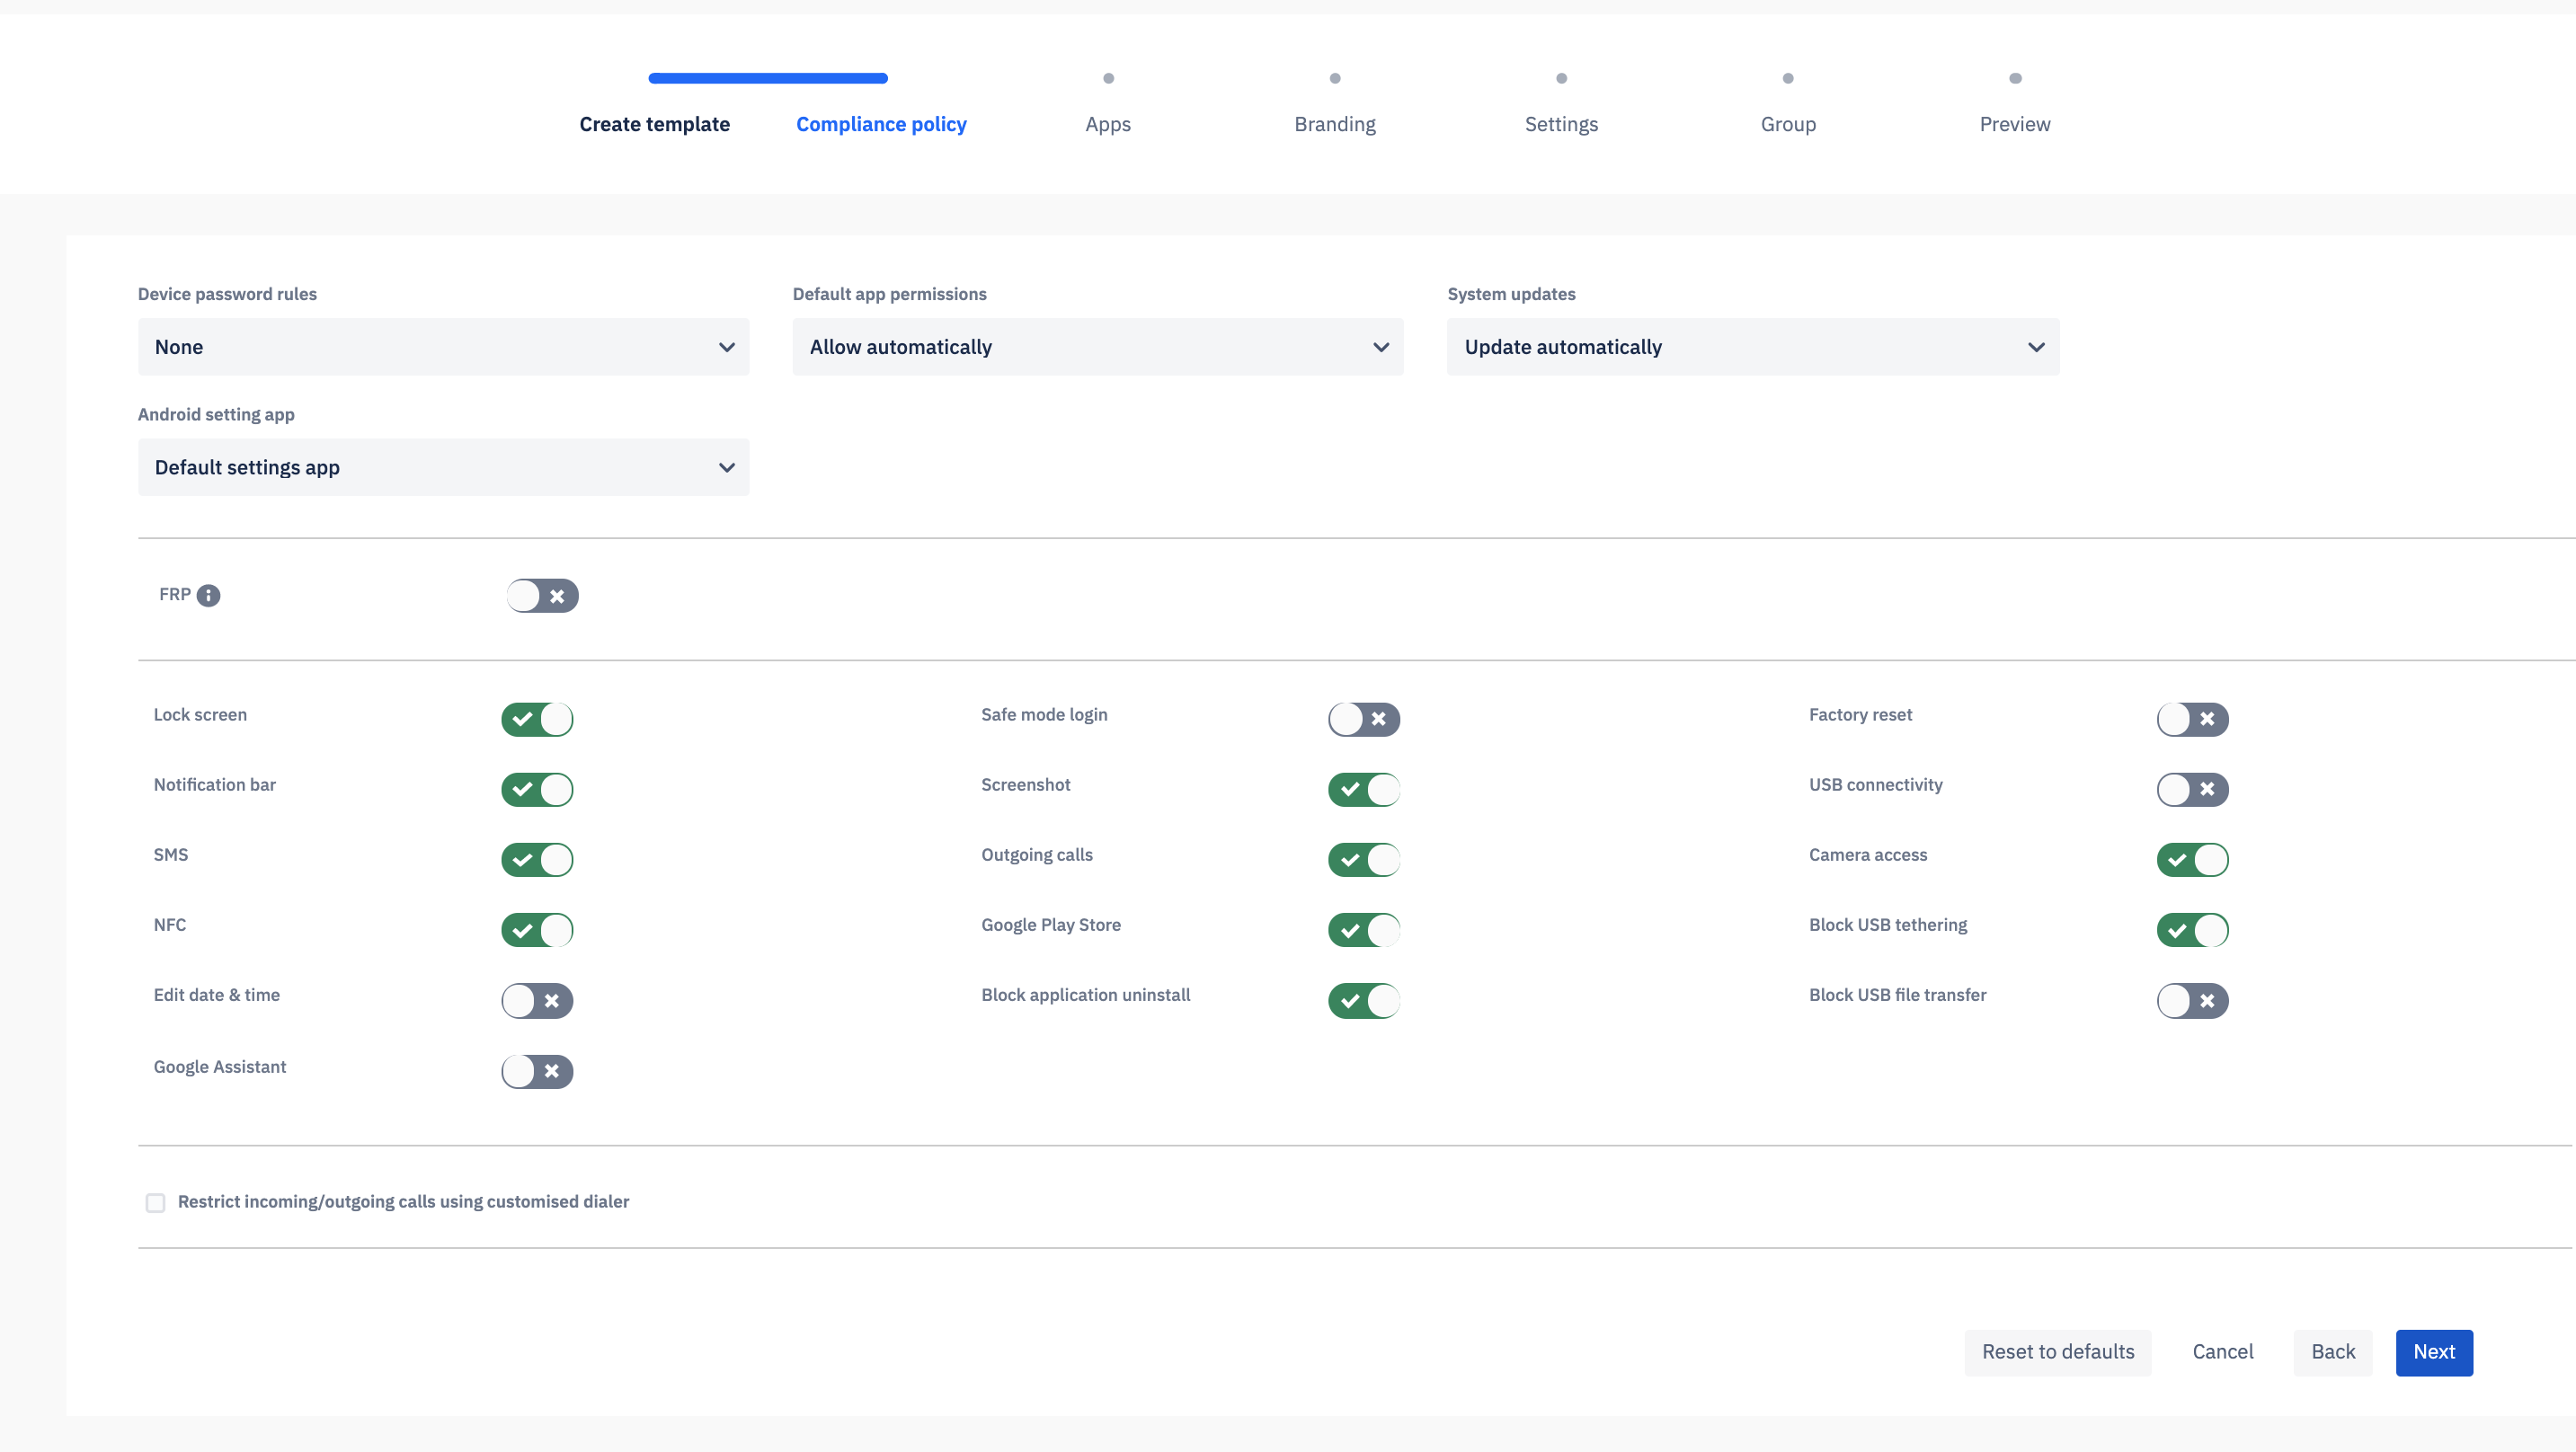 Create template
Compliance policy
Apps
Branding
Settings
Group
Preview
Device password rules
Default app permissions
System updates
None
Allow automatically
Update automatically
Android setting app
Default settings app
FRP
Lock screen
Safe mode login
Factory reset
Notification bar
Screenshot
USB connectivity
SMS
Outgoing calls
Camera access
NFC
Google Play Store
Block USB tethering
Edit date & time
Block application uninstall
Block USB file transfer
Google Assistant
Restrict incoming/outgoing calls using customised dialer
Reset to defaults
Cancel
Back
Next